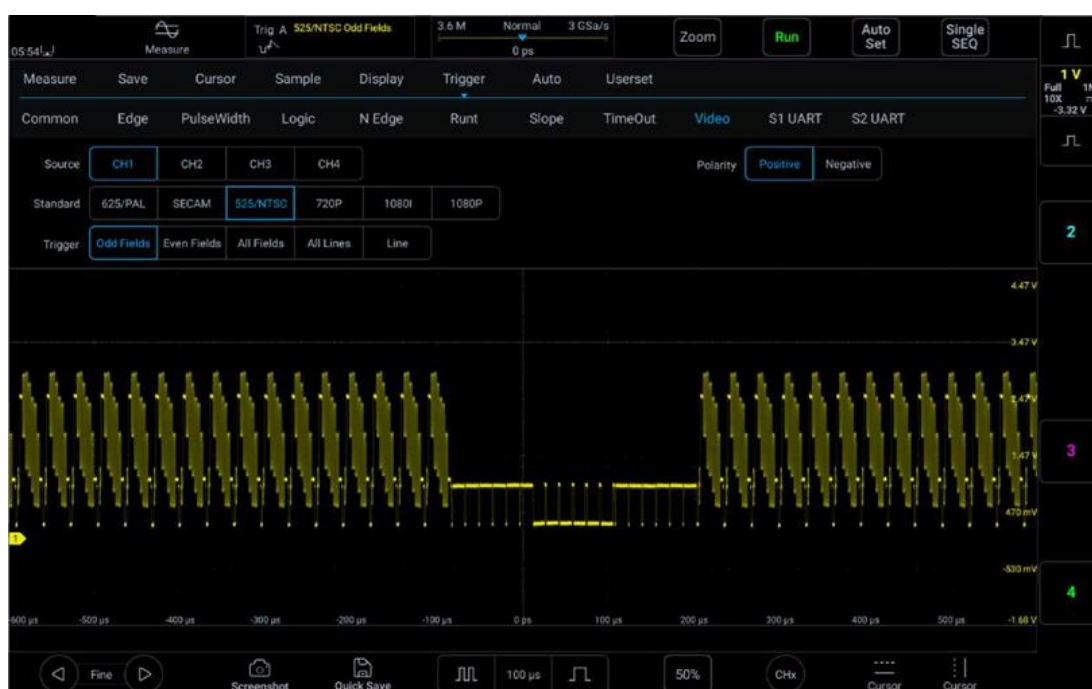 Trig A 525/NTSC Odd Fields
3.6 M Normal 3 GSa/s
05:54
Measure
0 ps
Zoom
Run
Auto Set
Single SEQ
Measure Save Cursor Sample Display Trigger Auto Userset
1 V
Full 1M
10X
-3.32 V
Common Edge PulseWidth Logic N Edge Runt Slope TimeOut Video S1 UART S2 UART
Source CH1 CH2 CH3 CH4 Polarity Positive Negative
Standard 625/PAL SECAM 525/NTSC 720P 1080I 1080P
Trigger Odd Fields Even Fields All Fields All Lines Line
2
4.47 V
3.47 V
2.47 V
1.47 V
3
470 mV
1
-530 mV
4
-600 µs -500 µs -400 µs -300 µs -200 µs -100 µs 0 ps 100 µs 200 µs 300 µs 400 µs 500 µs -1.68 V
Fine
Screenshot
Quick Save
100 µs
50%
CHx
Cursor
Cursor